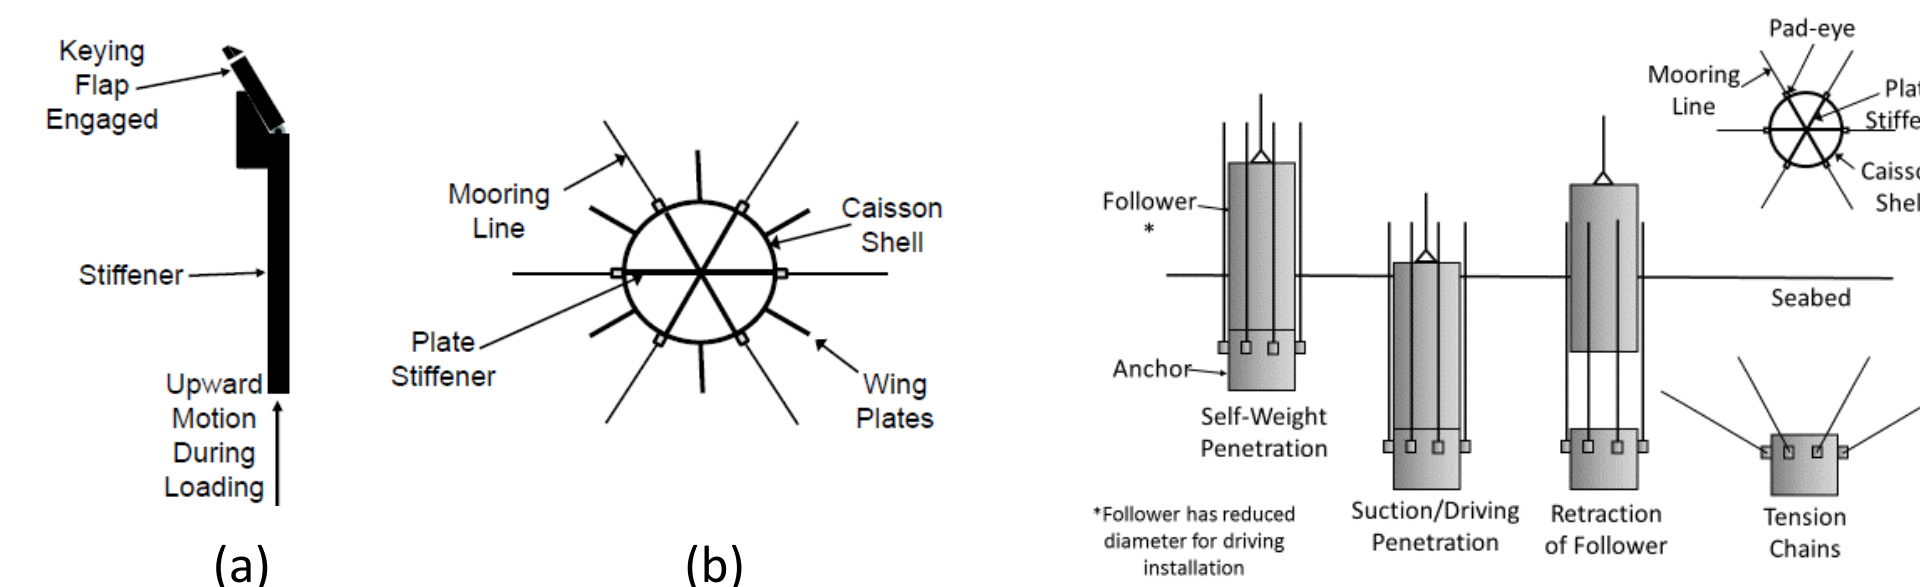 Keying
Flap
Engaged
Stiffener
Upward
Motion
During
Loading
(a)
Mooring
Line
Caisson
Shell
Plate
Stiffener
Wing
Plates
(b)
Pad-eye
Mooring
Line
Follower
*
Seabed
Anchor
Self-Weight
Penetration
Suction/Driving
Penetration
Retraction
of Follower
Tension
Chains
*Follower has reduced
diameter for driving
installation